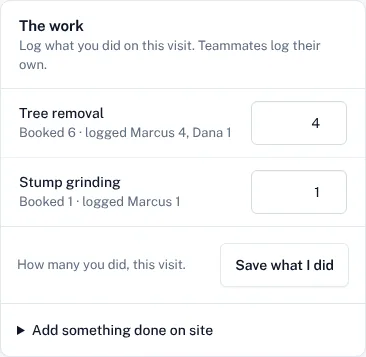 The work
Log what you did on this visit. Teammates log their
own.
Tree removal
Booked 6 · logged Marcus 4, Dana 1
4
Stump grinding
Booked 1 · logged Marcus 1
1
How many you did, this visit.
Save what I did
Add something done on site